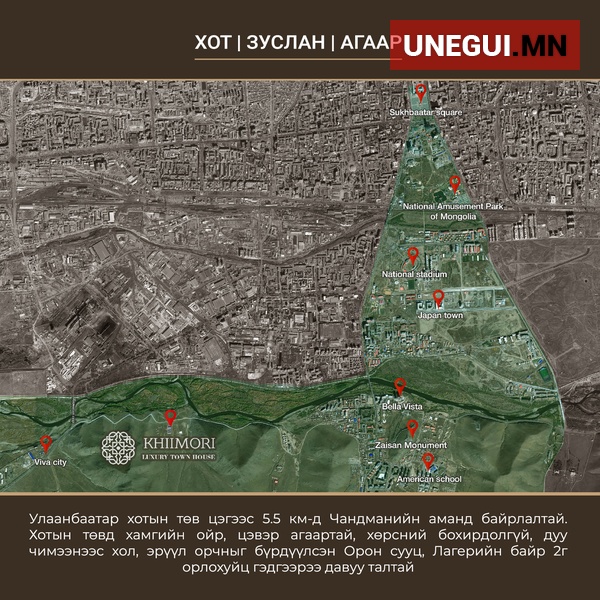 ХОТ | ЗУСЛАН | АГААР
UNEGUI.MN
Sukhbaatar square
National Amusement Park
of Mongolia
National stadium
Japan town
Bella Vista
Zaisan Monument
American school
Viva city
KHIIMORI
LUXURY TOWN HOUSE
Улаанбаатар хотын төв цэгээс 5.5 км-д Чандманийн аманд байрлалтай.
Хотын төвд хамгийн ойр, цэвэр агаартай, хөрсний бохирдолгүй, дуу
чимээнээс хол, эрүүл орчныг бүрдүүлсэн Орон сууц, Лагерийн байр 2г
орлохуйц гэдгээрээ давуу талтай